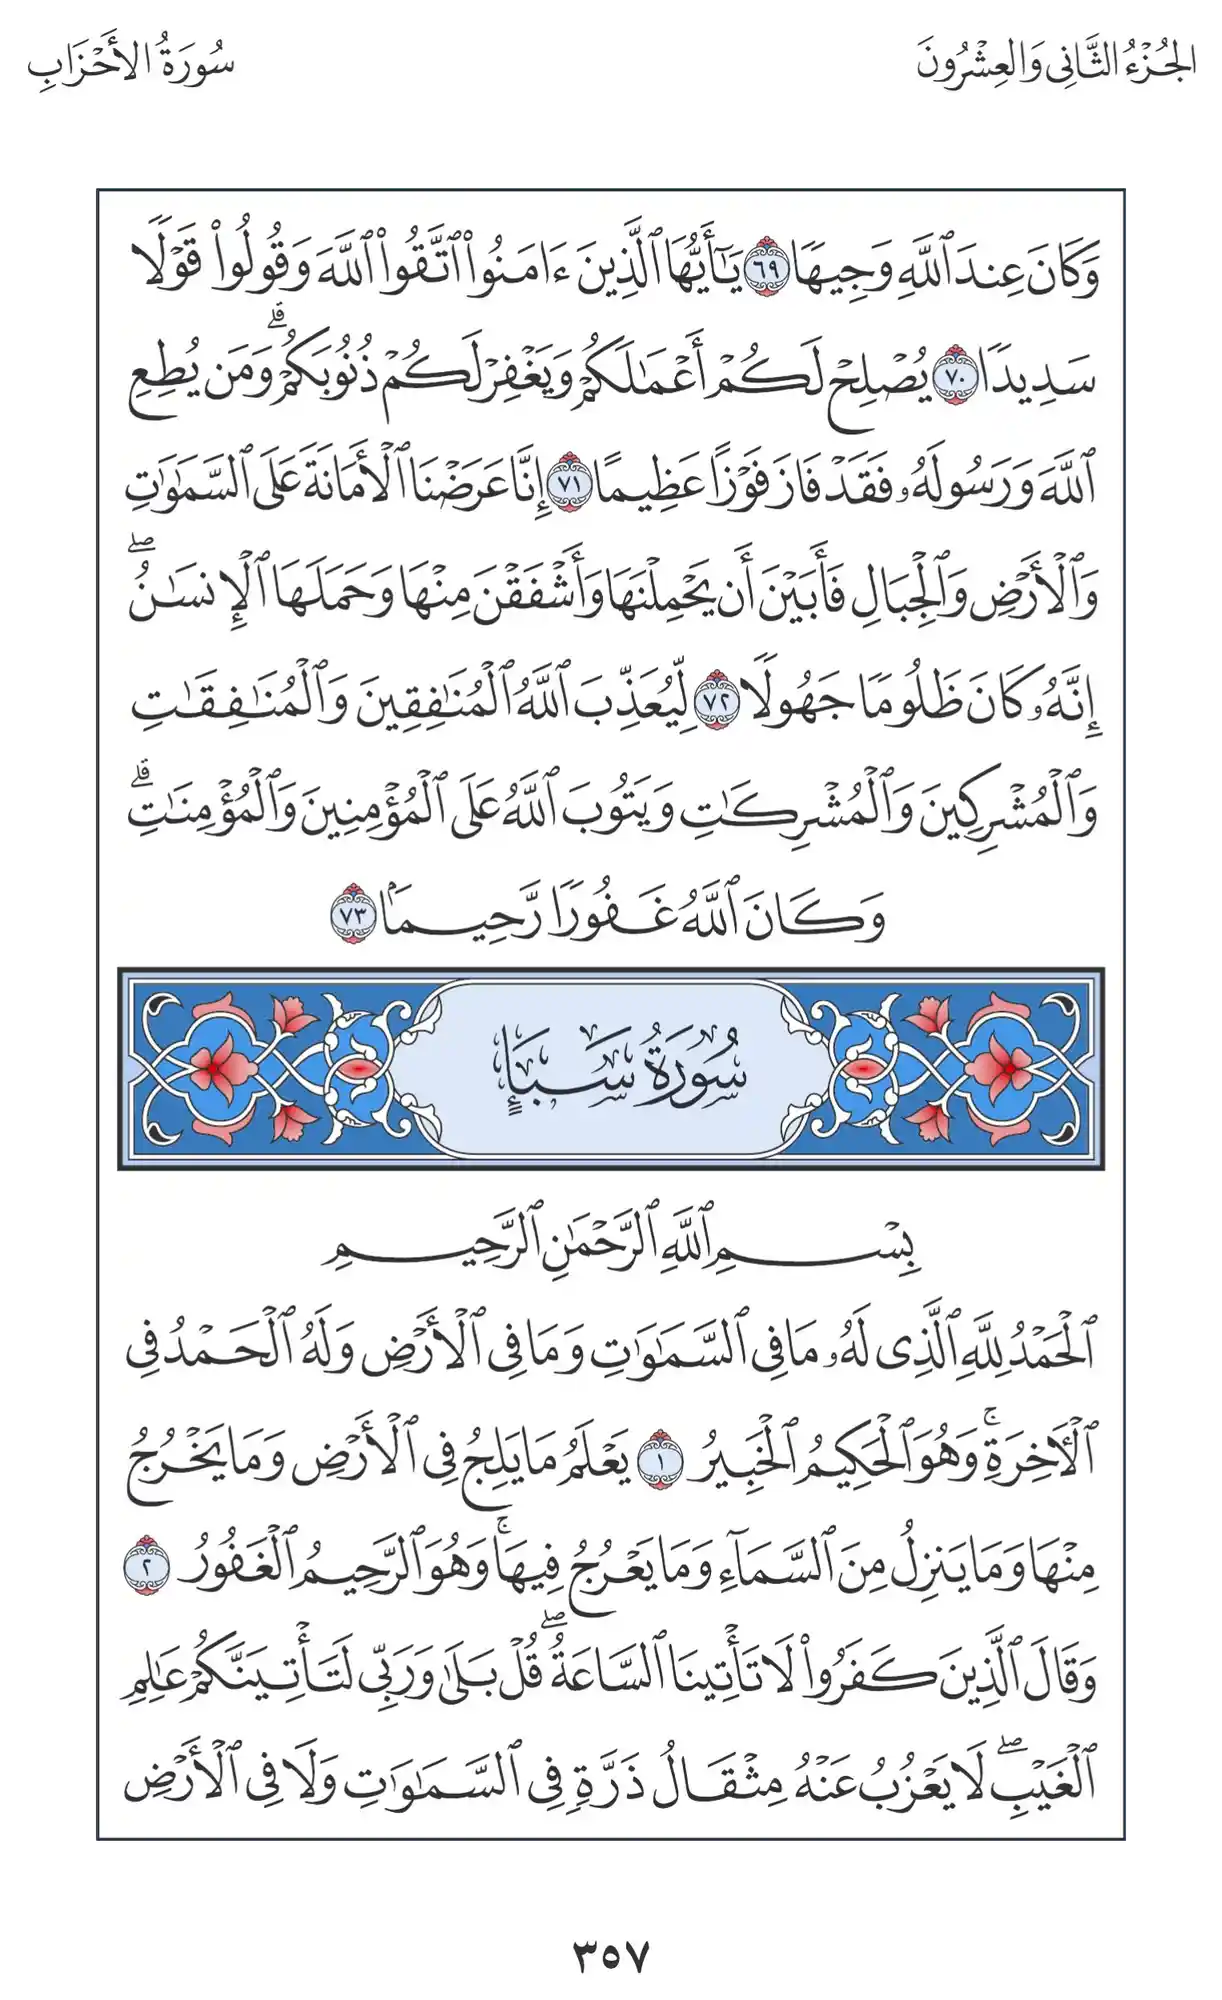 الجُزْءُ الثَّانِي وَالعِشْرُونَ
سُورَةُ الأَحْزَابِ
وَكَانَ عِندَ ٱللَّهِ وَجِيهٗا ٦٩ يَٰٓأَيُّهَا ٱلَّذِينَ ءَامَنُواْ ٱتَّقُواْ ٱللَّهَ وَقُولُواْ قَوۡلٗا
سَدِيدٗا ٧٠ يُصۡلِحۡ لَكُمۡ أَعۡمَٰلَكُمۡ وَيَغۡفِرۡ لَكُمۡ ذُنُوبَكُمۡۗ وَمَن يُطِعِ
ٱللَّهَ وَرَسُولَهُۥ فَقَدۡ فَازَ فَوۡزًا عَظِيمًا ٧١ إِنَّا عَرَضۡنَا ٱلۡأَمَانَةَ عَلَى ٱلسَّمَٰوَٰتِ
وَٱلۡأَرۡضِ وَٱلۡجِبَالِ فَأَبَيۡنَ أَن يَحۡمِلۡنَهَا وَأَشۡفَقۡنَ مِنۡهَا وَحَمَلَهَا ٱلۡإِنسَٰنُۖ
إِنَّهُۥ كَانَ ظَلُومٗا جَهُولٗا ٧٢ لِّيُعَذِّبَ ٱللَّهُ ٱلۡمُنَٰفِقِينَ وَٱلۡمُنَٰفِقَٰتِ
وَٱلۡمُشۡرِكِينَ وَٱلۡمُشۡرِكَٰتِ وَيَتُوبَ ٱللَّهُ عَلَى ٱلۡمُؤۡمِنِينَ وَٱلۡمُؤۡمِنَٰتِۗ
وَكَانَ ٱللَّهُ غَفُورٗا رَّحِيمَۢا ٧٣
سُورَةُ سَبَإٍ
بِسۡمِ ٱللَّهِ ٱلرَّحۡمَٰنِ ٱلرَّحِيمِ
ٱلۡحَمۡدُ لِلَّهِ ٱلَّذِي لَهُۥ مَا فِي ٱلسَّمَٰوَٰتِ وَمَا فِي ٱلۡأَرۡضِ وَلَهُ ٱلۡحَمۡدُ فِي
ٱلۡأٓخِرَةِۚ وَهُوَ ٱلۡحَكِيمُ ٱلۡخَبِيرُ ١ يَعۡلَمُ مَا يَلِجُ فِي ٱلۡأَرۡضِ وَمَا يَخۡرُجُ
مِنۡهَا وَمَا يَنزِلُ مِنَ ٱلسَّمَآءِ وَمَا يَعۡرُجُ فِيهَاۚ وَهُوَ ٱلرَّحِيمُ ٱلۡغَفُورُ ٢
وَقَالَ ٱلَّذِينَ كَفَرُواْ لَا تَأۡتِينَا ٱلسَّاعَةُۖ قُلۡ بَلَىٰ وَرَبِّي لَتَأۡتِيَنَّكُمۡ عَٰلِمِ
ٱلۡغَيۡبِۖ لَا يَعۡزُبُ عَنۡهُ مِثۡقَالُ ذَرَّةٖ فِي ٱلسَّمَٰوَٰتِ وَلَا فِي ٱلۡأَرۡضِ
٣٥٧